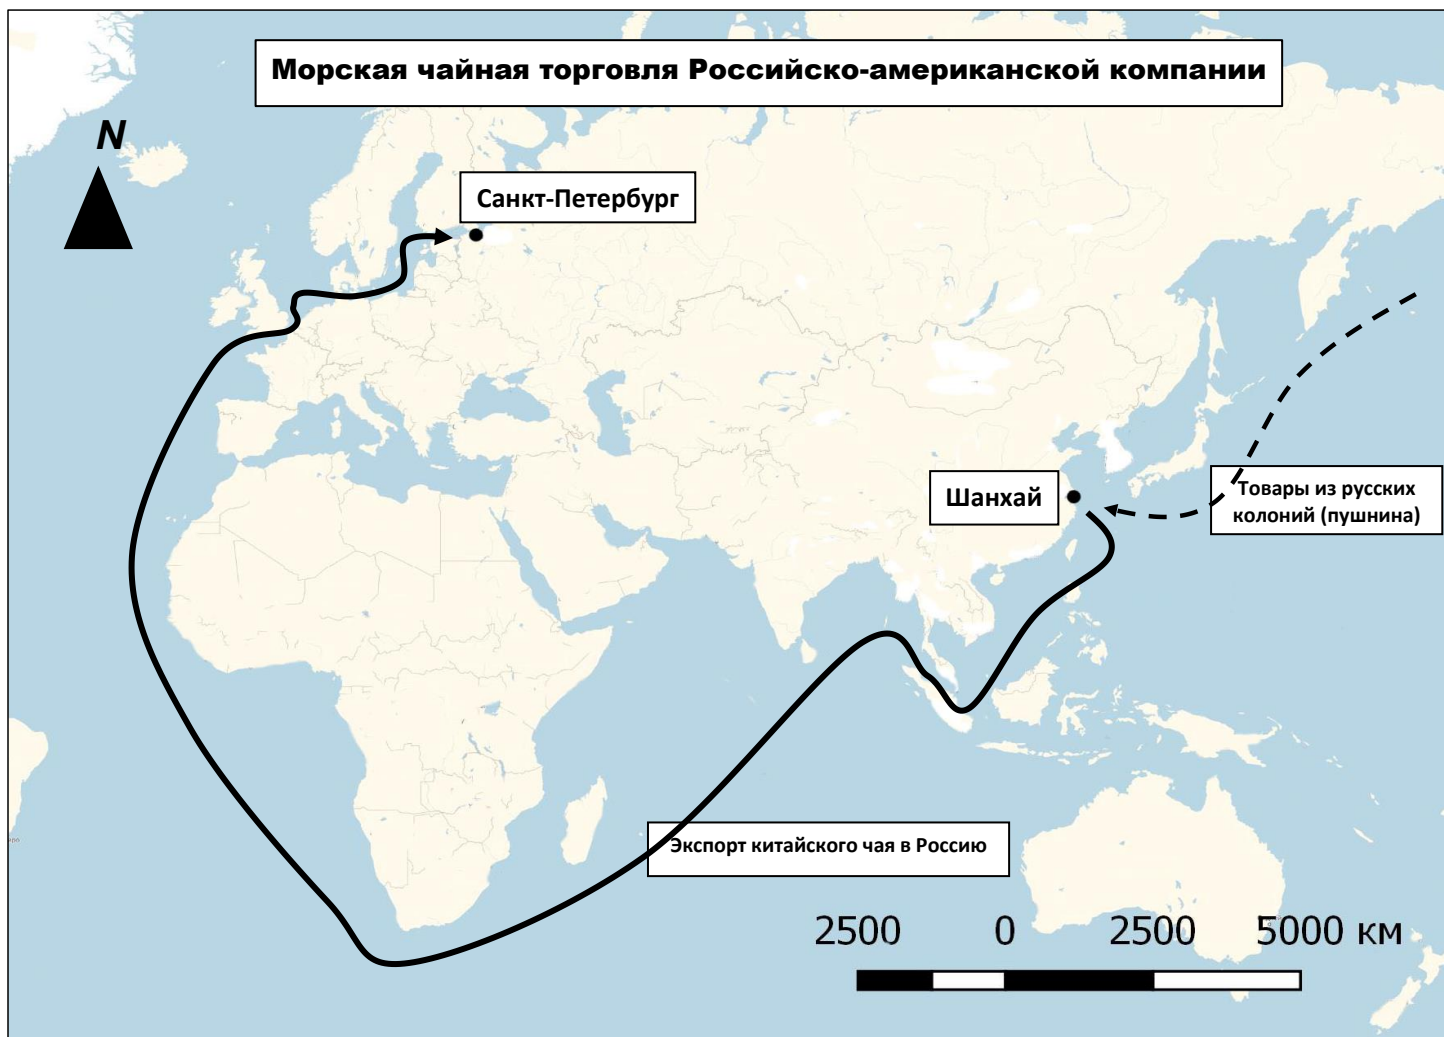 Морская чайная торговля Российско-американской компании
N
Санкт-Петербург
Шанхай
Товары из русских
колоний (пушнина)
Экспорт китайского чая в Россию
2500 0 2500 5000 км